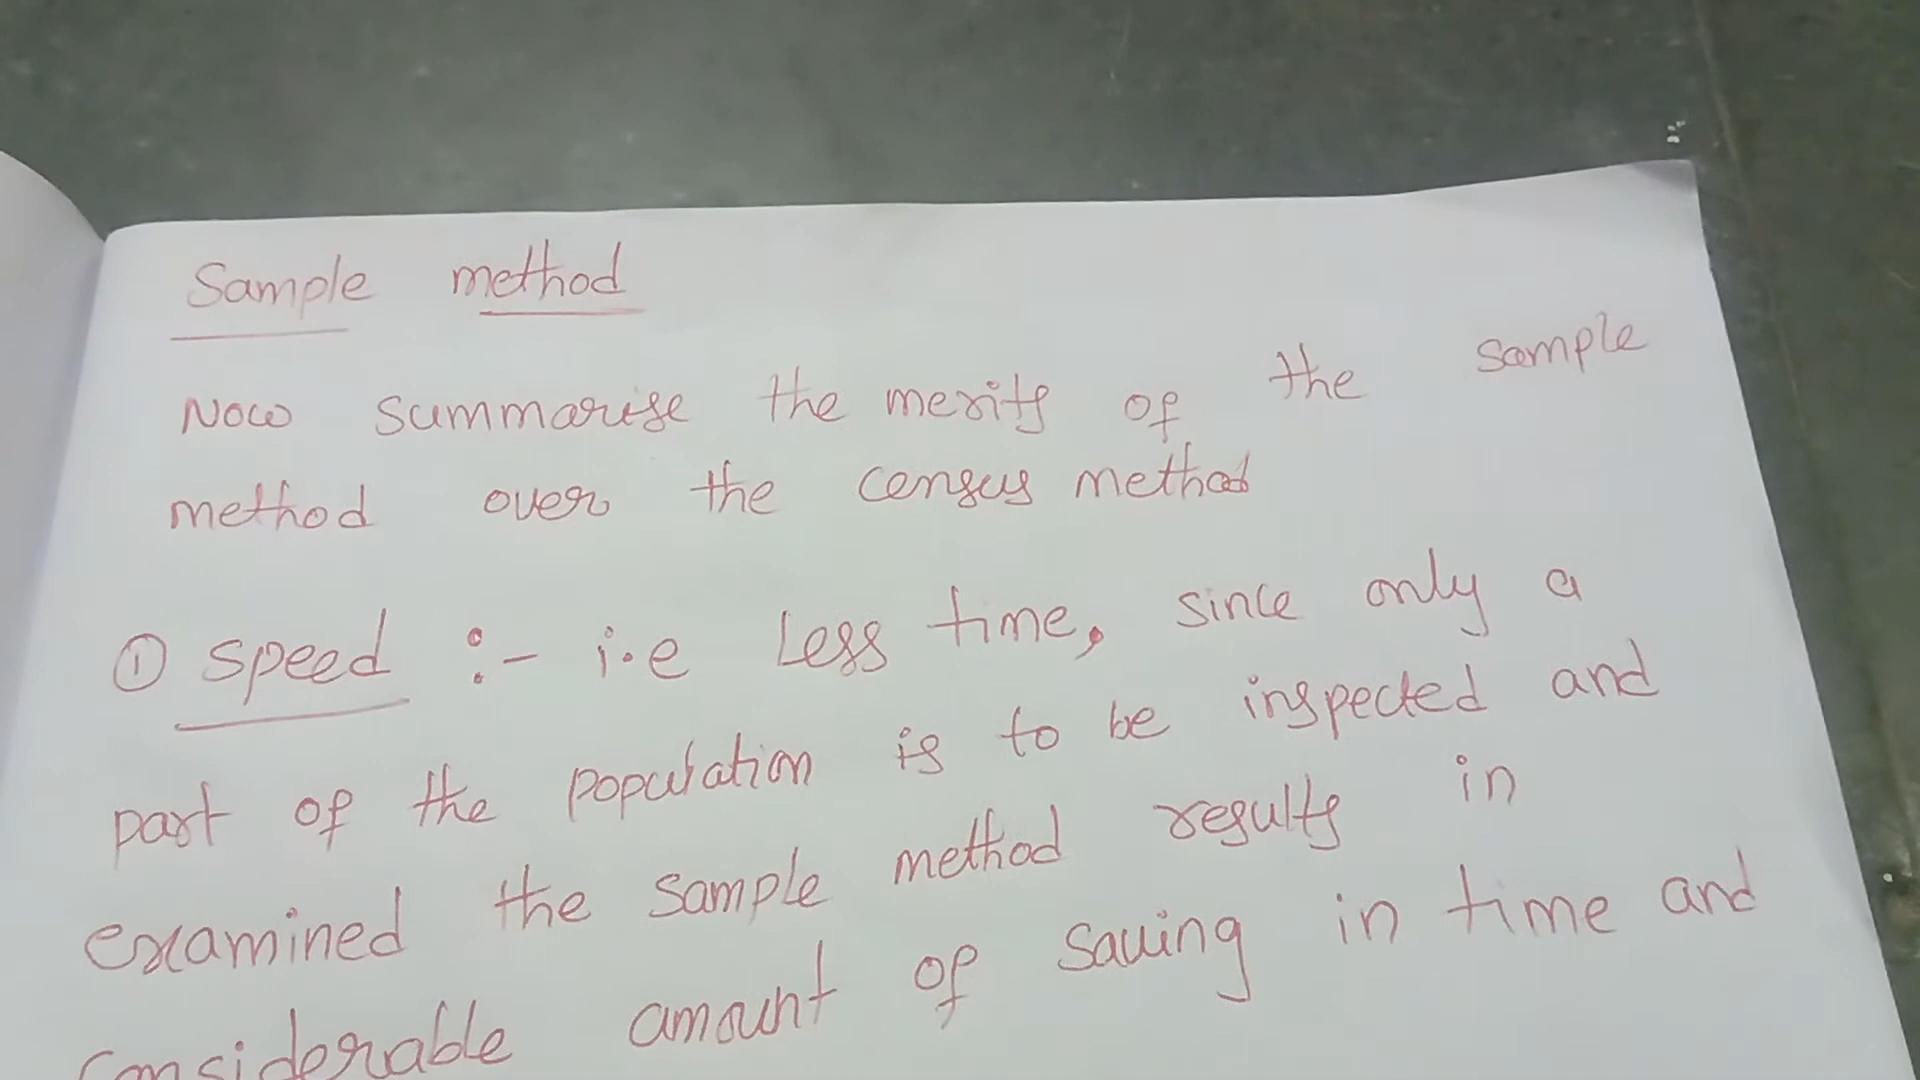 Sample method
Now summarise the merits of the sample
method over the census method
① speed :- i.e Less time, since only a
part of the population is to be inspected and
examined the sample method results in
considerable amount of saving in time and